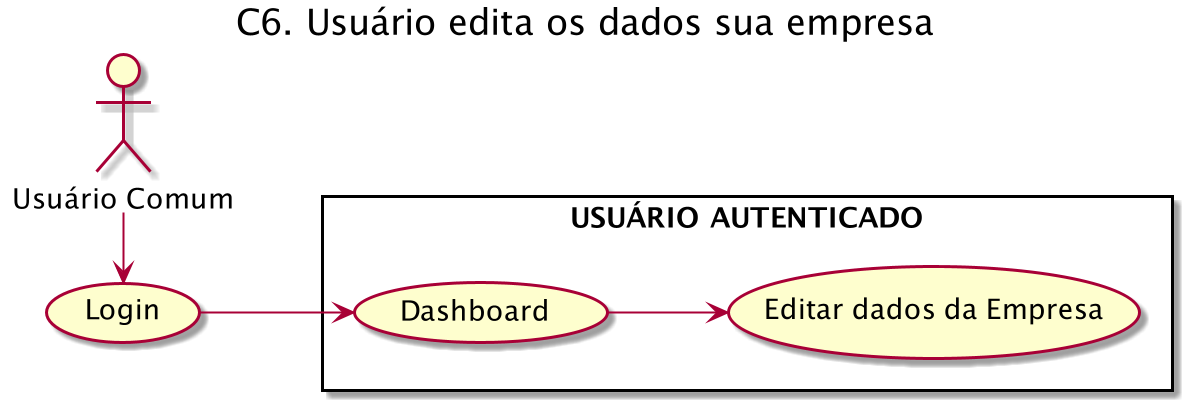 C6. Usuário edita os dados sua empresa
Usuário Comum
USUÁRIO AUTENTICADO
Login
Dashboard
Editar dados da Empresa